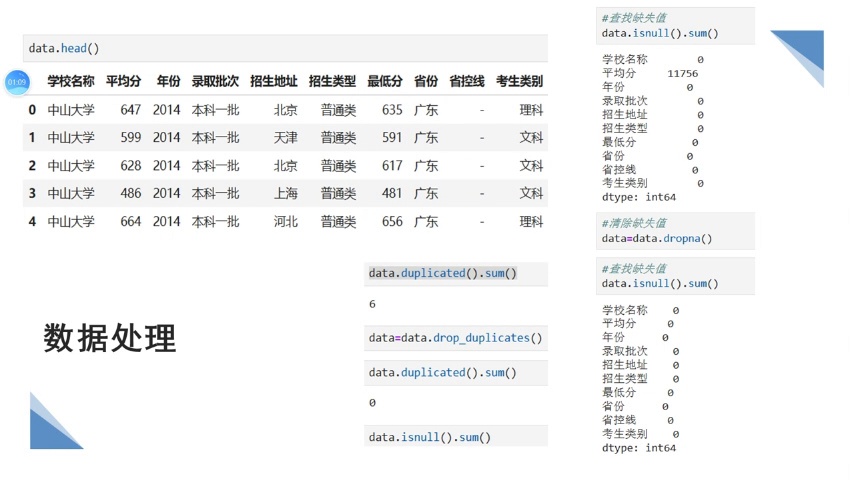 data.head()
01:09
学校名称 平均分 年份 录取批次 招生地址 招生类型 最低分 省份 省控线 考生类别
0 中山大学 647 2014 本科一批 北京 普通类 635 广东 - 理科
1 中山大学 599 2014 本科一批 天津 普通类 591 广东 - 文科
2 中山大学 628 2014 本科一批 北京 普通类 617 广东 - 文科
3 中山大学 486 2014 本科一批 上海 普通类 481 广东 - 文科
4 中山大学 664 2014 本科一批 河北 普通类 656 广东 - 理科
数据处理
data.duplicated().sum()
6
data=data.drop_duplicates()
data.duplicated().sum()
0
data.isnull().sum()
#查找缺失值
data.isnull().sum()
学校名称 0
平均分 11756
年份 0
录取批次 0
招生地址 0
招生类型 0
最低分 0
省份 0
省控线 0
考生类别 0
dtype: int64
#清除缺失值
data=data.dropna()
#查找缺失值
data.isnull().sum()
学校名称 0
平均分 0
年份 0
录取批次 0
招生地址 0
招生类型 0
最低分 0
省份 0
省控线 0
考生类别 0
dtype: int64